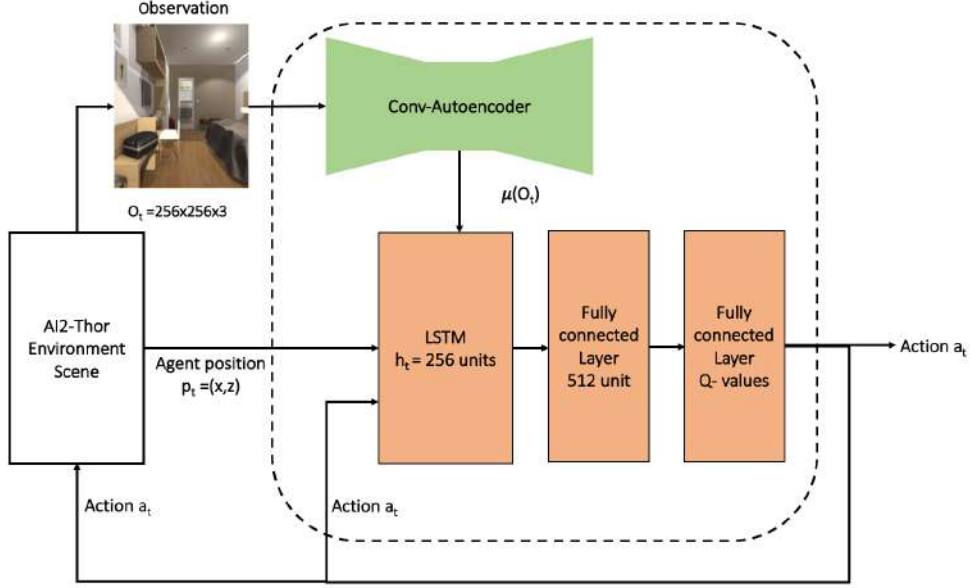 Observation
Conv-Autoencoder
O_t =256x256x3
μ(O_t)
AI2-Thor
Environment
Scene
Agent position
p_t =(x,z)
LSTM
h_t = 256 units
Fully
connected
Layer
512 unit
Fully
connected
Layer
Q- values
Action a_t
Action a_t
Action a_t